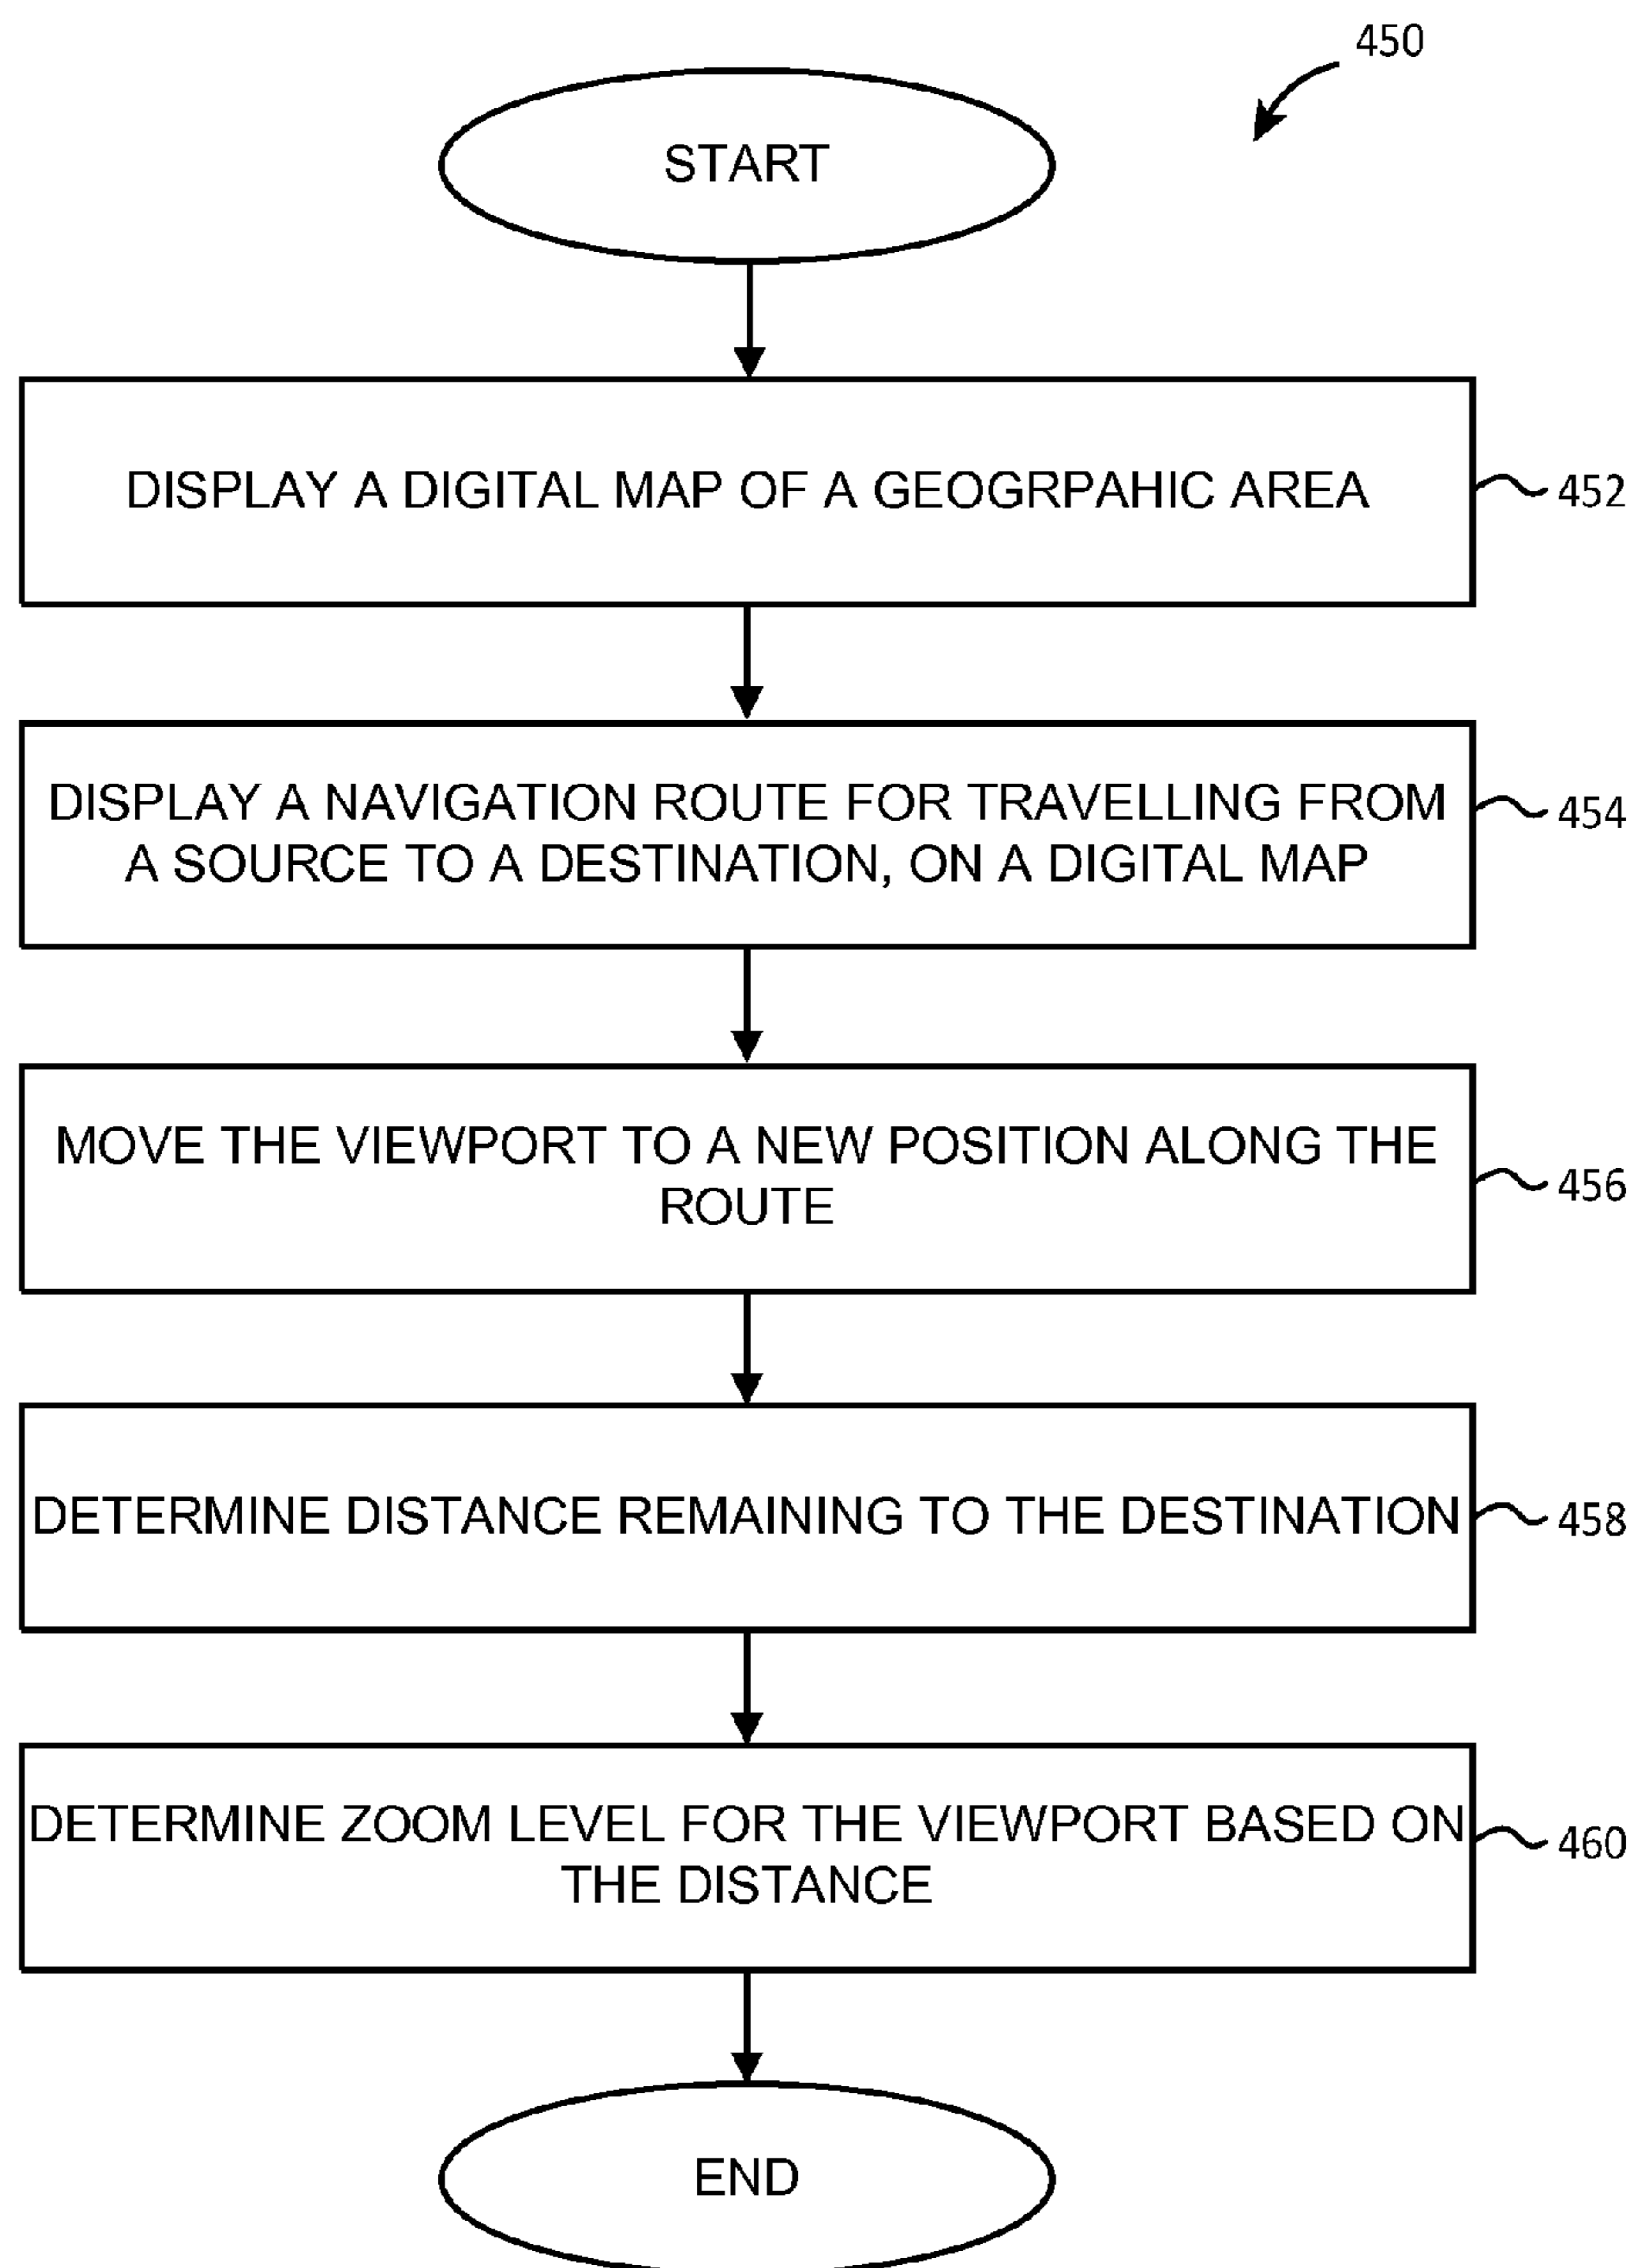 450
START
DISPLAY A DIGITAL MAP OF A GEOGRPAHIC AREA
452
DISPLAY A NAVIGATION ROUTE FOR TRAVELLING FROM
A SOURCE TO A DESTINATION, ON A DIGITAL MAP
454
MOVE THE VIEWPORT TO A NEW POSITION ALONG THE
ROUTE
456
DETERMINE DISTANCE REMAINING TO THE DESTINATION
458
DETERMINE ZOOM LEVEL FOR THE VIEWPORT BASED ON
THE DISTANCE
460
END